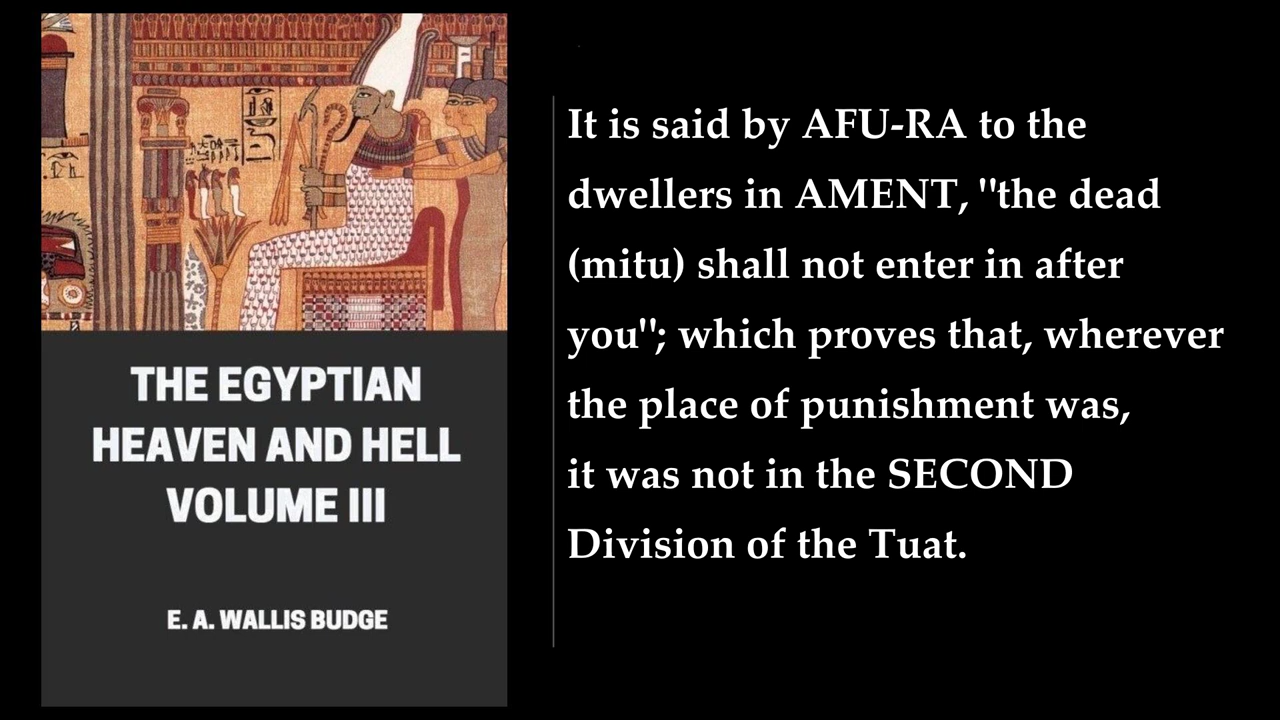 THE EGYPTIAN
HEAVEN AND HELL
VOLUME III
E. A. WALLIS BUDGE
It is said by AFU-RA to the
dwellers in AMENT, "the dead
(mitu) shall not enter in after
you"; which proves that, wherever
the place of punishment was,
it was not in the SECOND
Division of the Tuat.